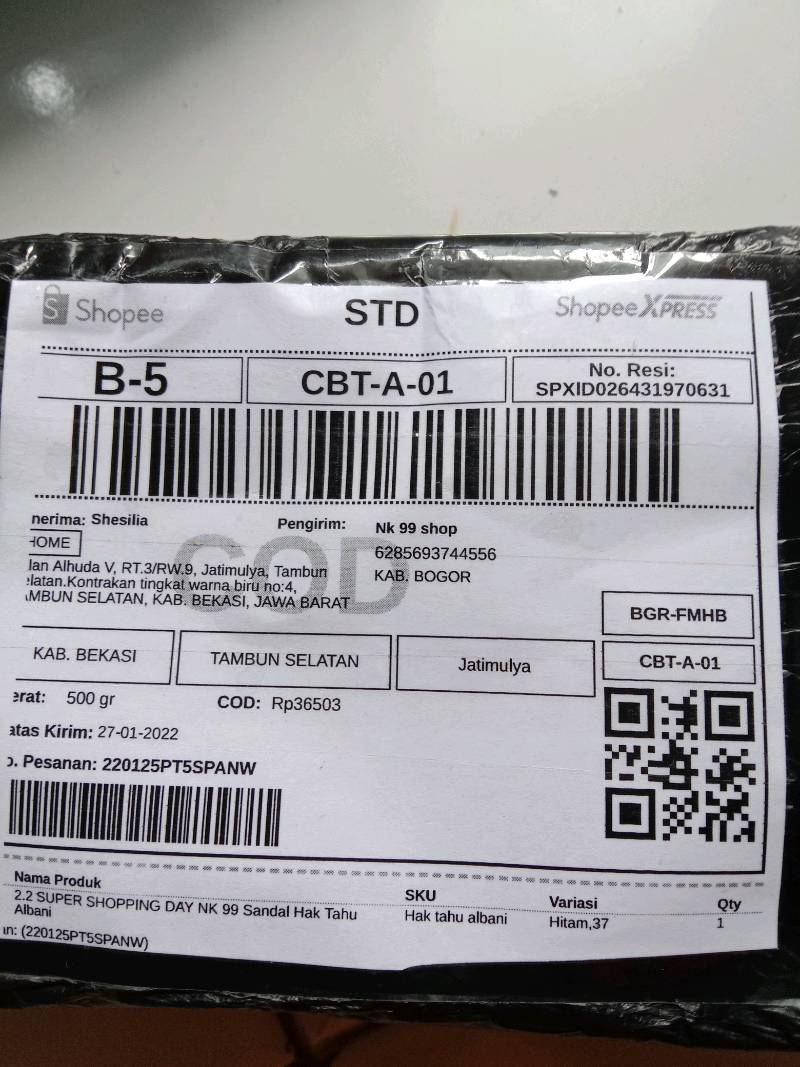 Shopee
STD
Shopee XPRESS
B-5
CBT-A-01
No. Resi:
SPXID026431970631
COD
nerima: Shesilia
HOME
lan Alhuda V, RT.3/RW.9, Jatimulya, Tambun
elatan.Kontrakan tingkat warna biru no:4,
AMBUN SELATAN, KAB. BEKASI, JAWA BARAT
Pengirim:
Nk 99 shop
6285693744556
KAB. BOGOR
BGR-FMHB
KAB. BEKASI
TAMBUN SELATAN
Jatimulya
CBT-A-01
erat: 500 gr
COD: Rp36503
atas Kirim: 27-01-2022
o. Pesanan: 220125PT5SPANW
Nama Produk
SKU
Variasi
Qty
2.2 SUPER SHOPPING DAY NK 99 Sandal Hak Tahu
Albani
Hak tahu albani
Hitam,37
1
an: (220125PT5SPANW)